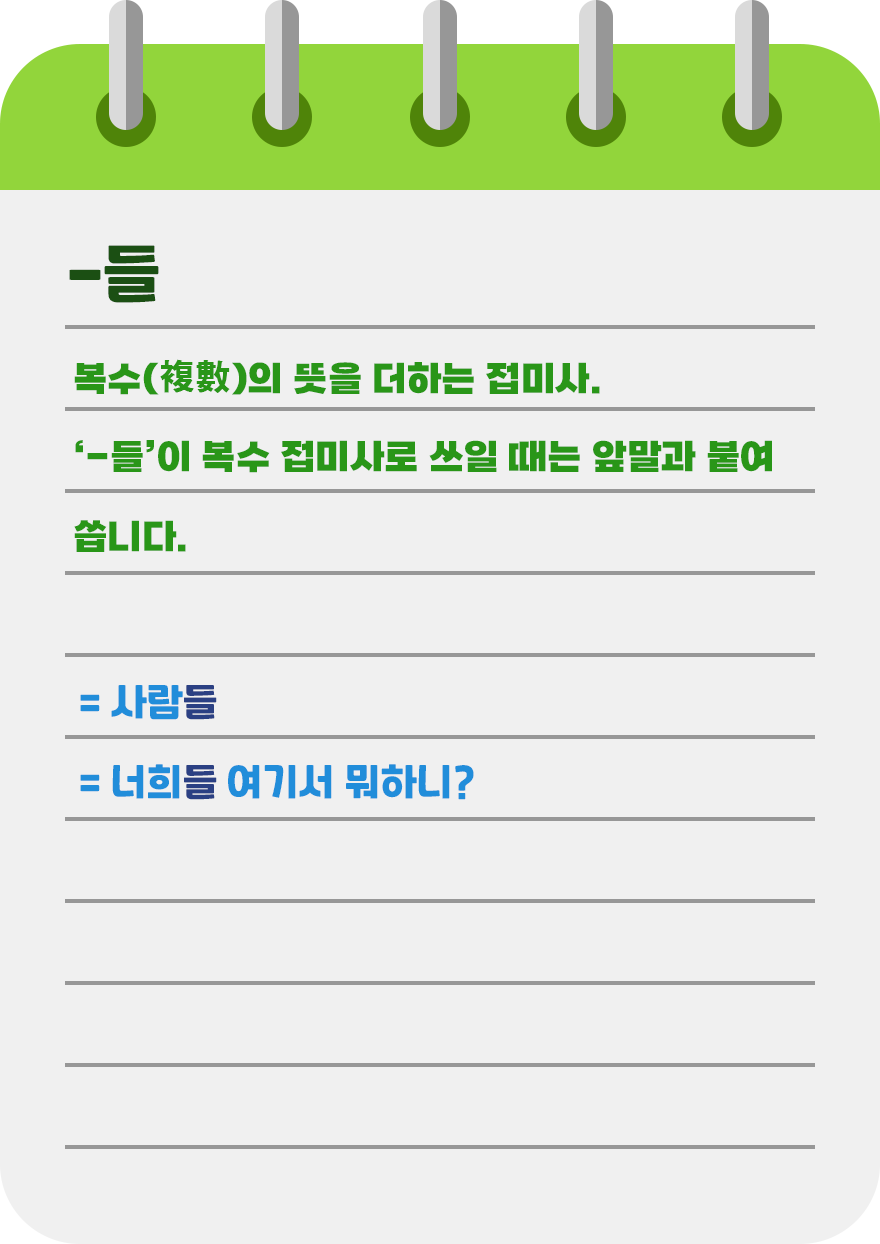 -들
복수(複數)의 뜻을 더하는 접미사.
‘-들’이 복수 접미사로 쓰일 때는 앞말과 붙여
씁니다.
= 사람들
= 너희들 여기서 뭐하니?